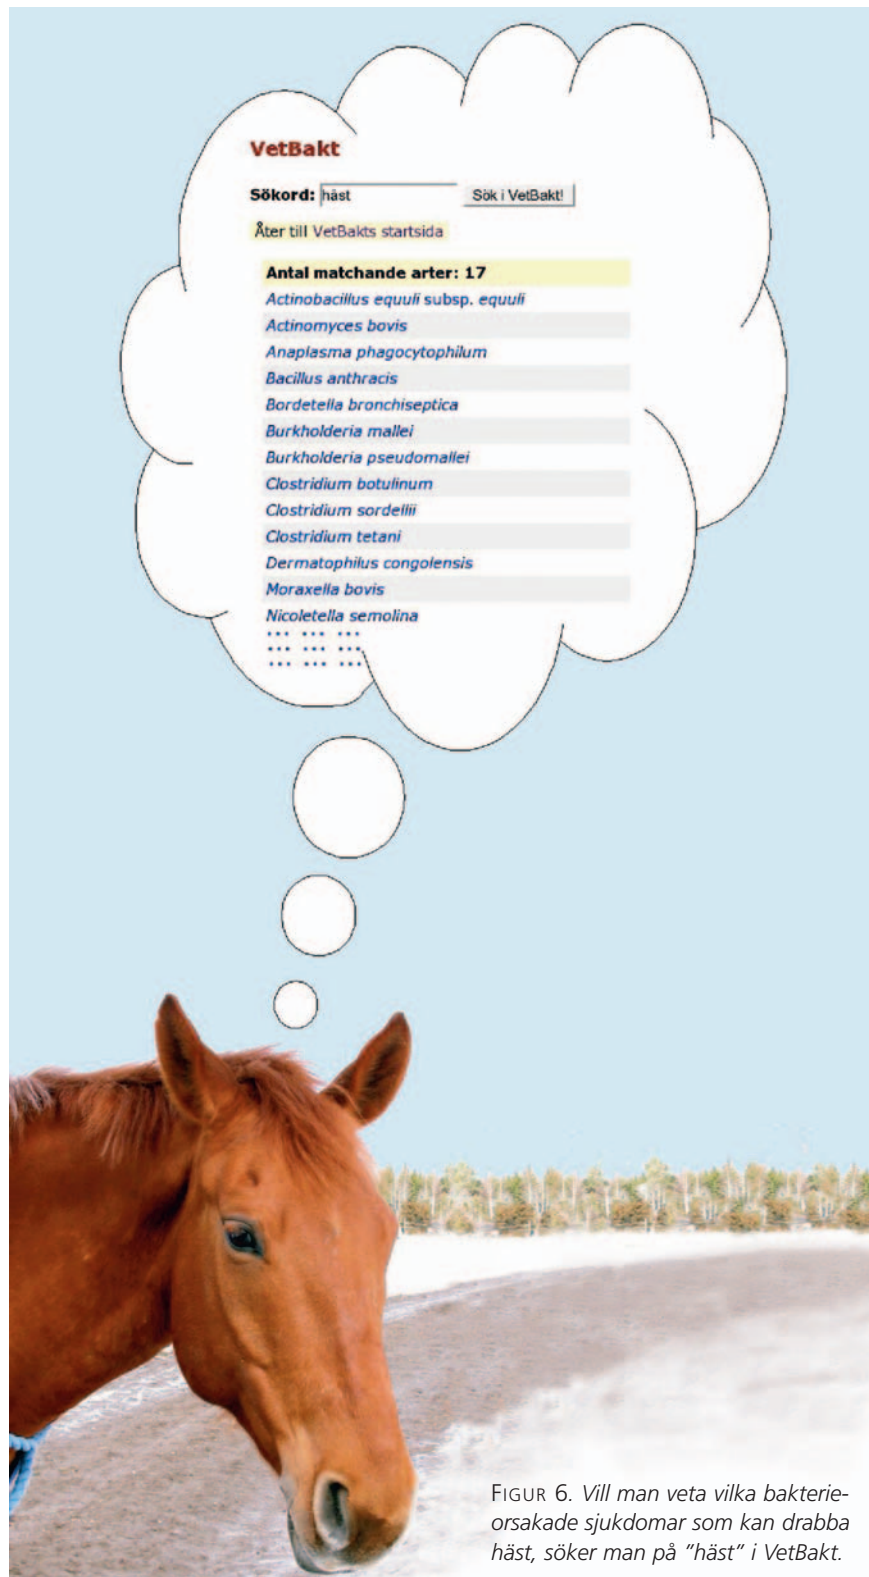 VetBakt
Sökord: häst Sök i VetBakt!
Åter till VetBakts startsida
Antal matchande arter: 17
Actinobacillus equuli subsp. equuli
Actinomyces bovis
Anaplasma phagocytophilum
Bacillus anthracis
Bordetella bronchiseptica
Burkholderia mallei
Burkholderia pseudomallei
Clostridium botulinum
Clostridium sordellii
Clostridium tetani
Dermatophilus congolensis
Moraxella bovis
Nicoletella semolina
... ... ...
... ... ...
... ... ...
FIGUR 6. Vill man veta vilka bakterie-
orsakade sjukdomar som kan drabba
häst, söker man på ”häst” i VetBakt.